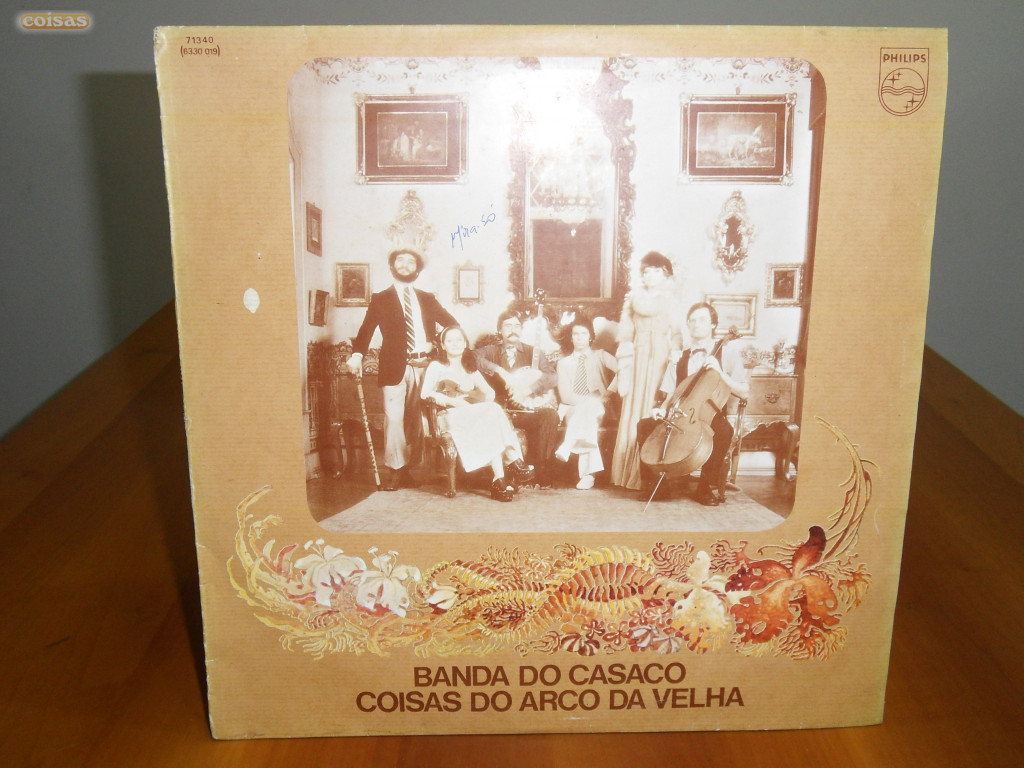 coisas
71340
(6330 019)
PHILIPS
BANDA DO CASACO
COISAS DO ARCO DA VELHA